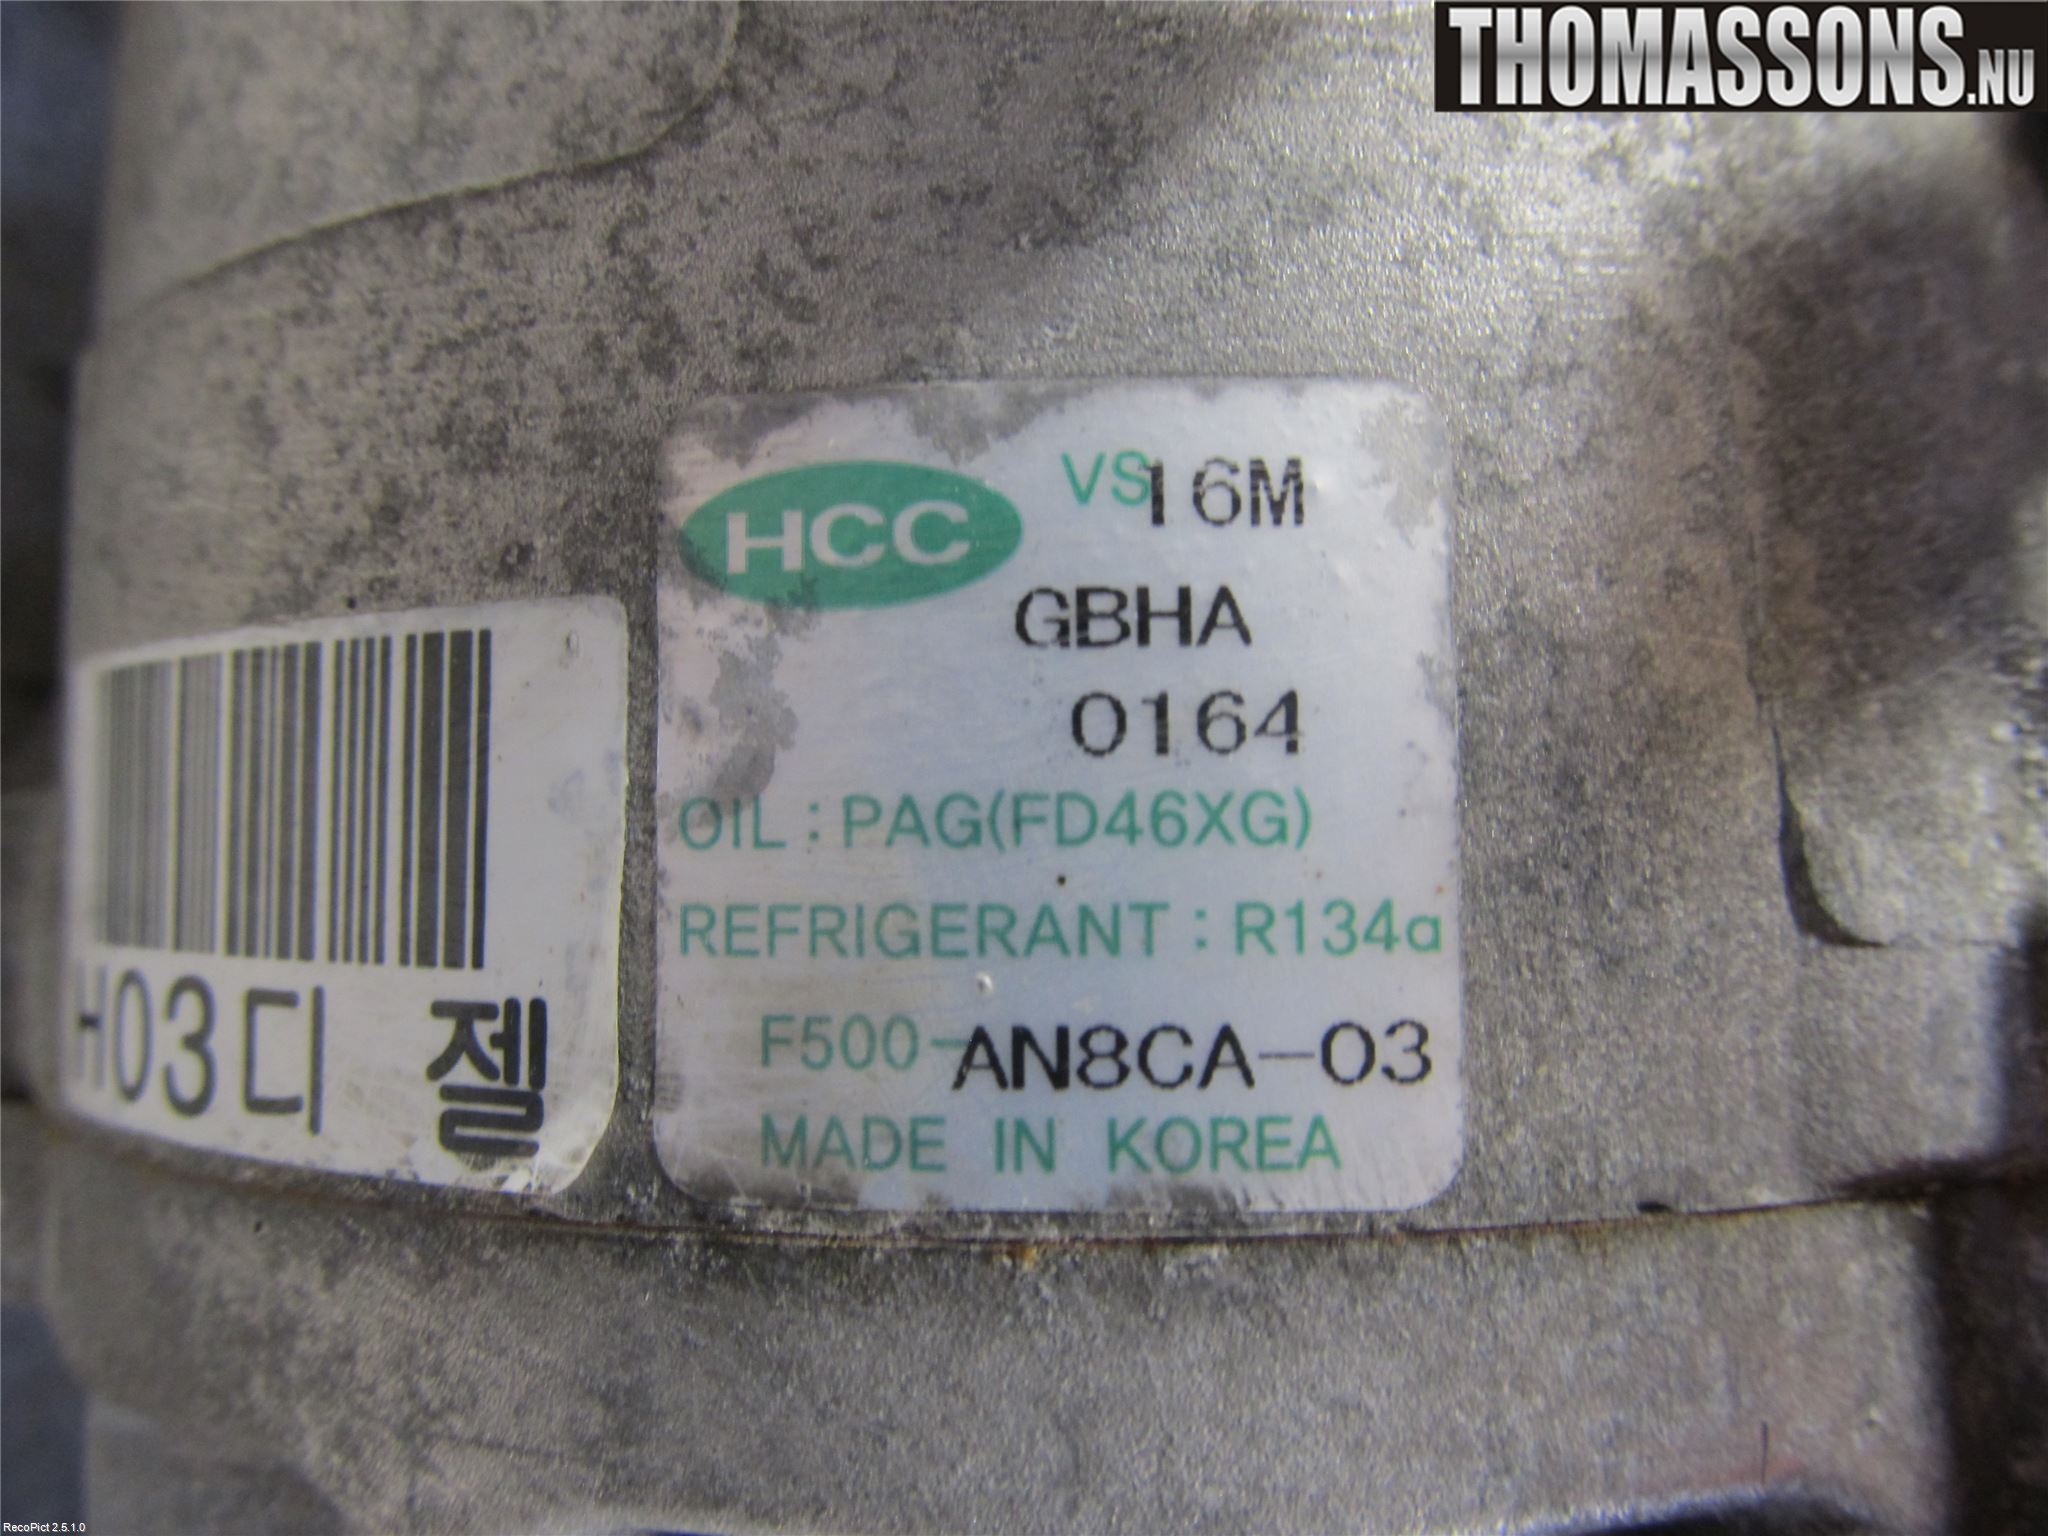 THOMASSONS.NU
HCC
VS16M
GBHA
0164
OIL : PAG(FD46XG)
REFRIGERANT : R134a
F500-AN8CA-03
MADE IN KOREA
H03디 젤
RecoPict 2.5.1.0